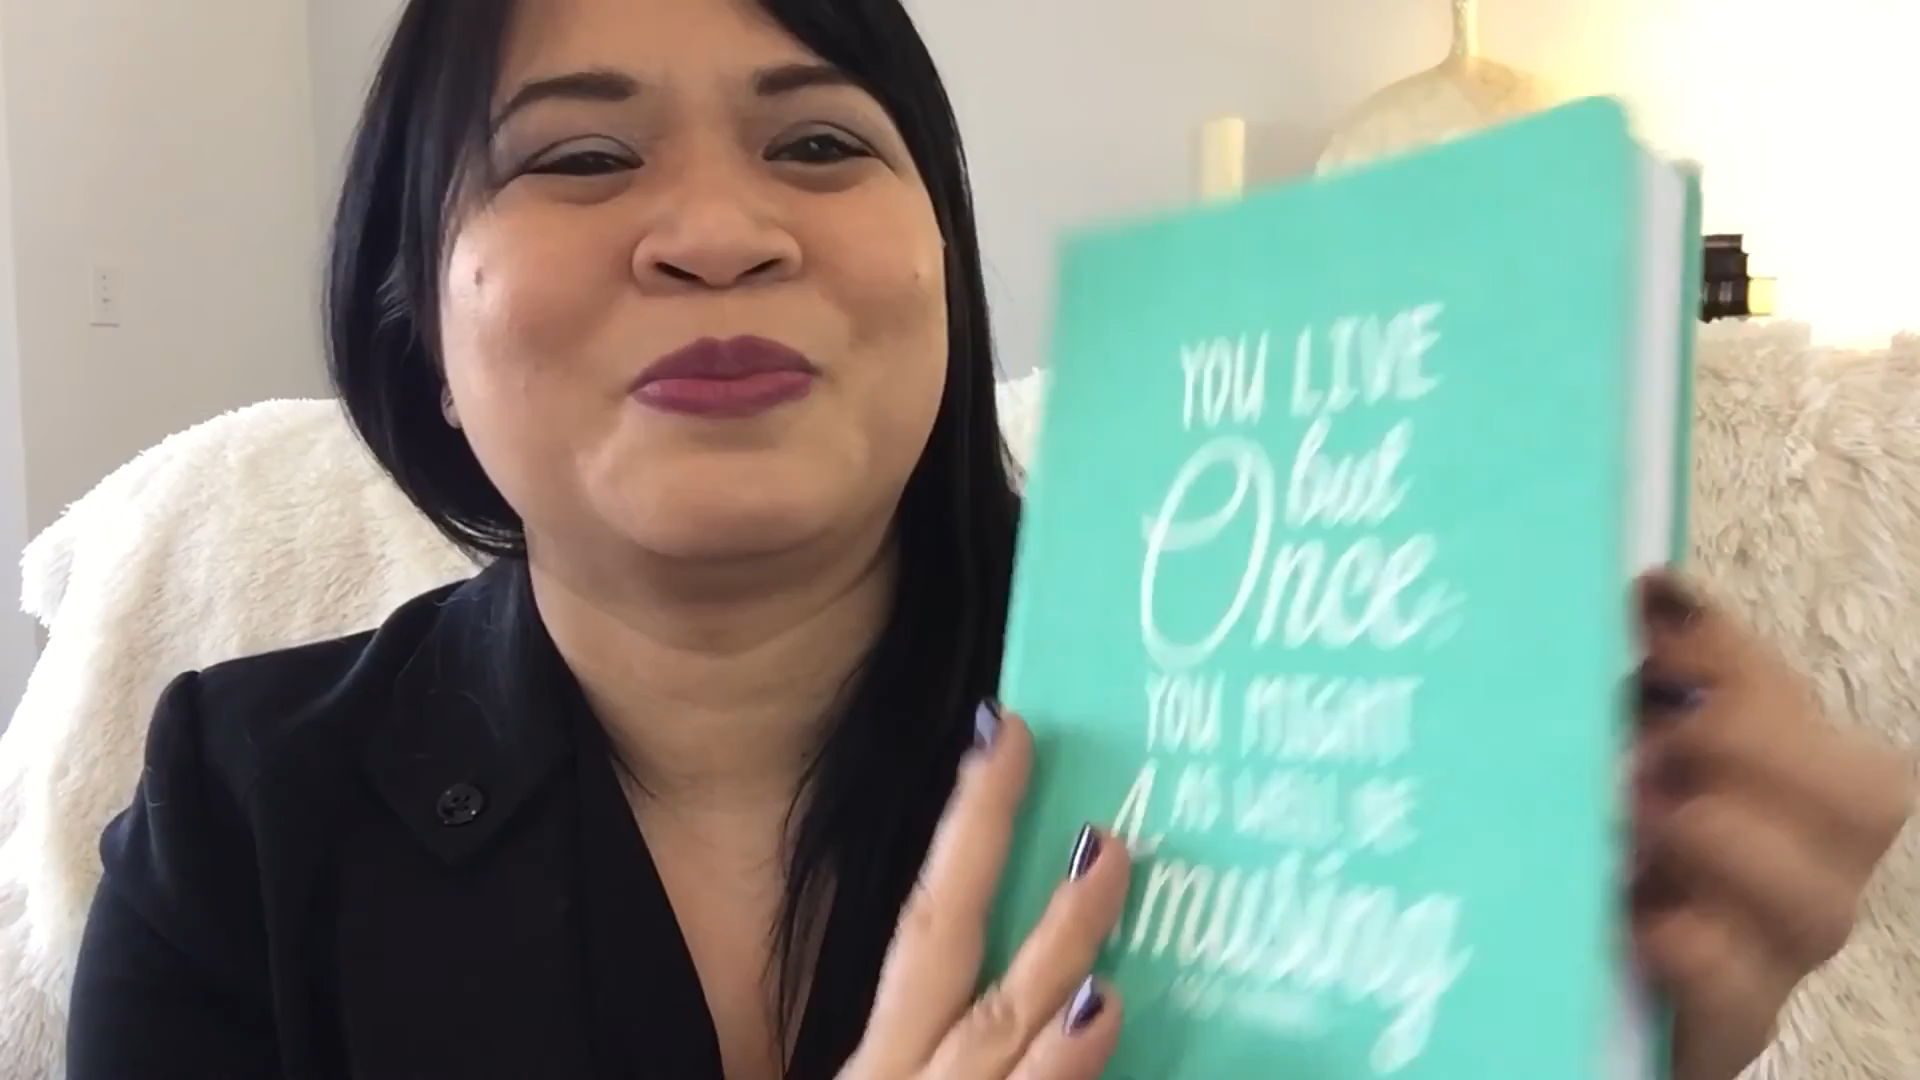 YOU LIVE
but
Once,
YOU MIGHT
AS WELL BE
Amusing